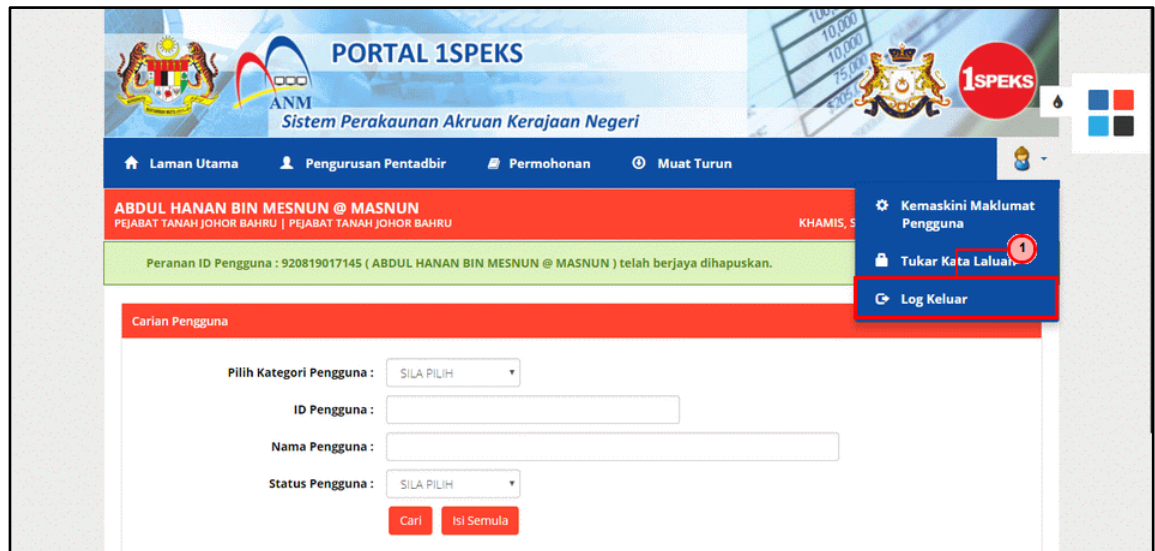 PORTAL 1SPEKS
ANM
Sistem Perakaunan Akruan Kerajaan Negeri
1SPEKS
Laman Utama
Pengurusan Pentadbir
Permohonan
Muat Turun
ABDUL HANAN BIN MESNUN @ MASNUN
PEJABAT TANAH JOHOR BAHRU | PEJABAT TANAH JOHOR BAHRU
KHAMIS, S
Kemaskini Maklumat
Pengguna
1
Tukar Kata Laluan
Log Keluar
Peranan ID Pengguna : 920819017145 ( ABDUL HANAN BIN MESNUN @ MASNUN ) telah berjaya dihapuskan.
Carian Pengguna
Pilih Kategori Pengguna :
SILA PILIH
ID Pengguna :
Nama Pengguna :
Status Pengguna :
SILA PILIH
Cari
Isi Semula